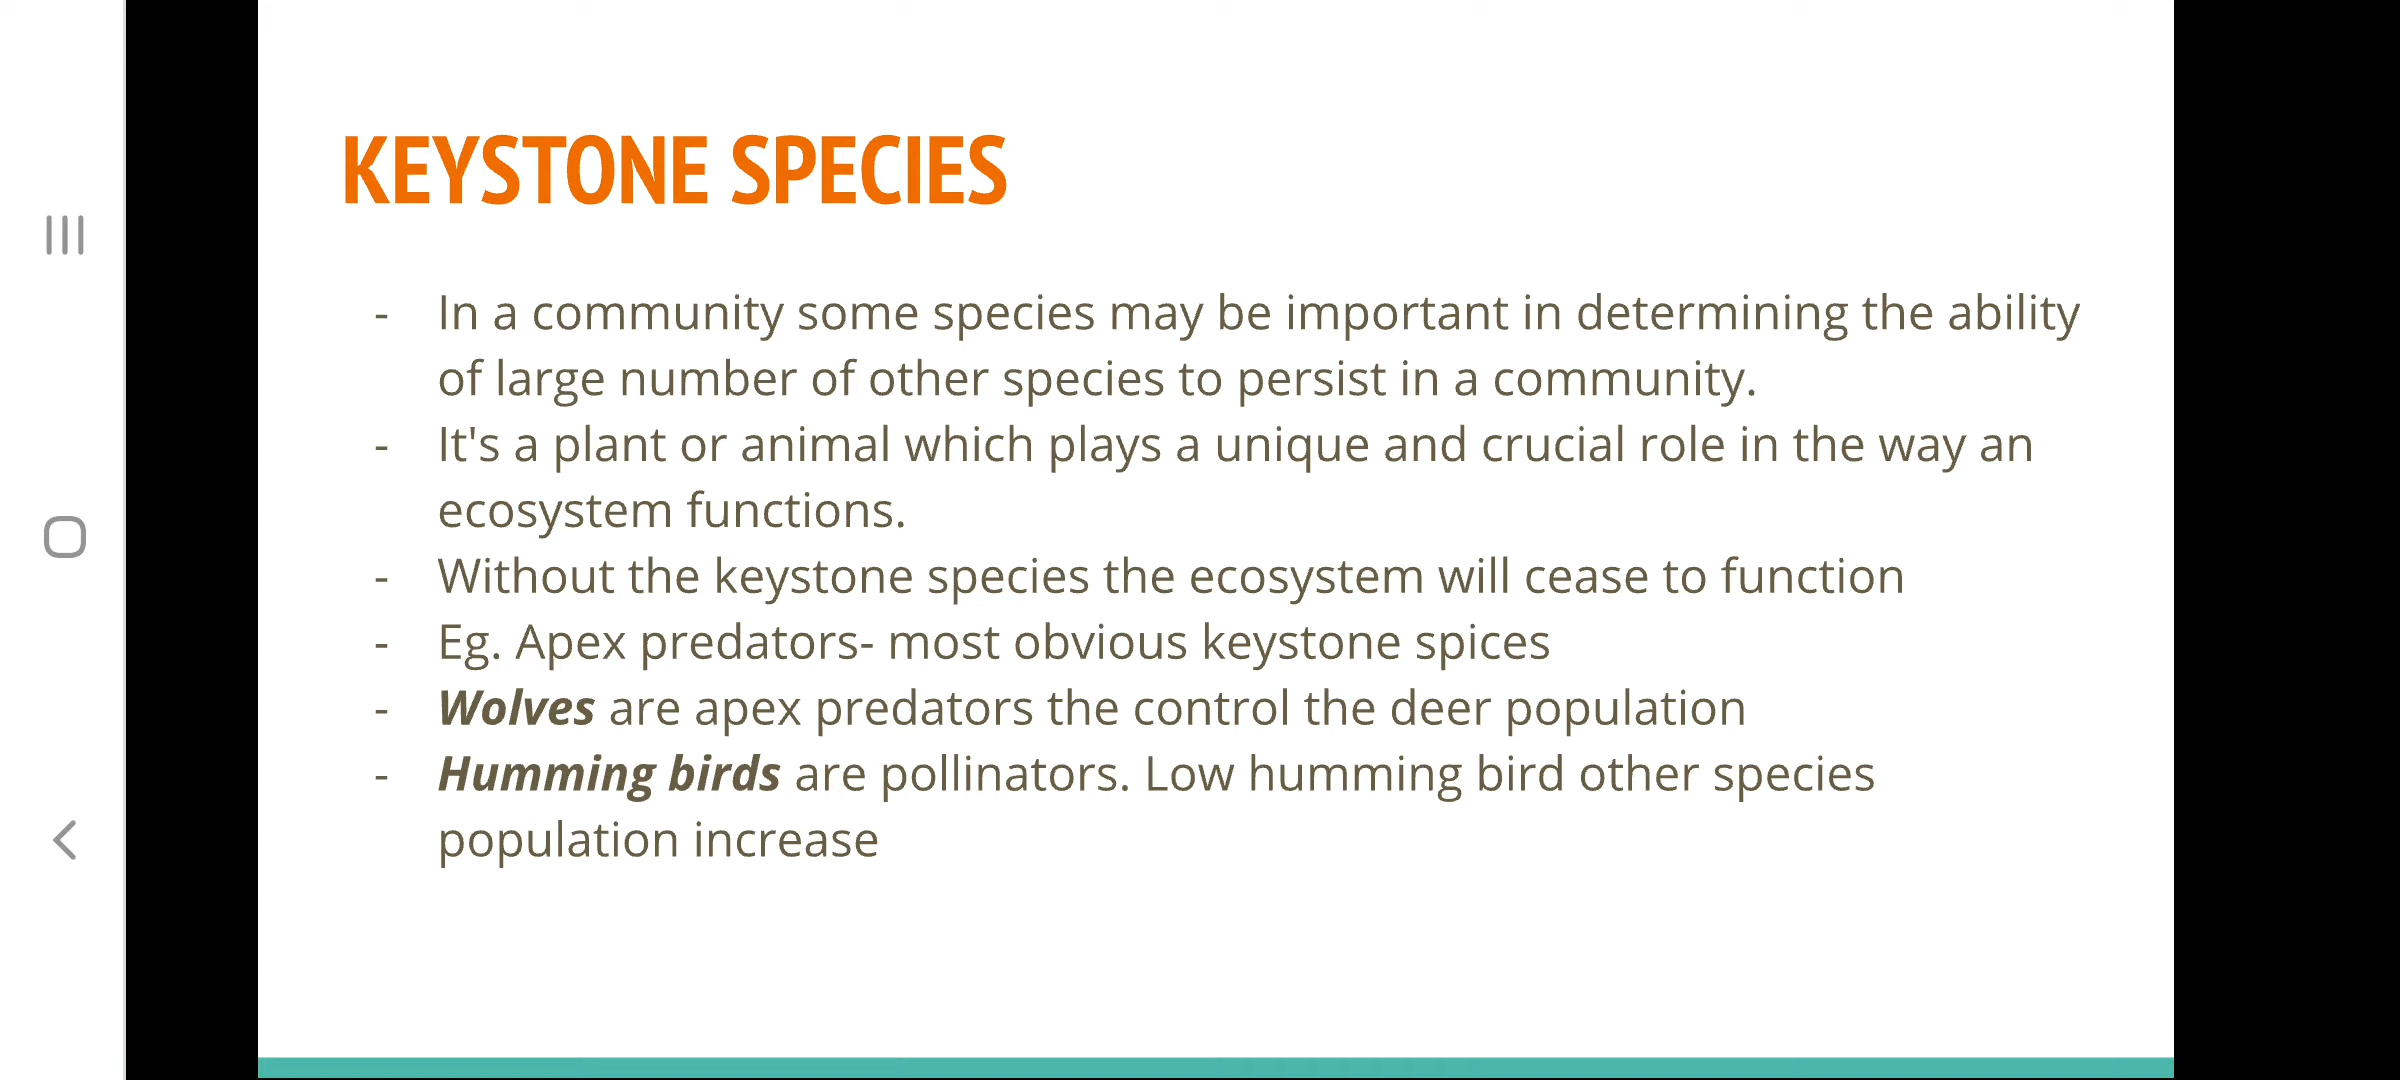 KEYSTONE SPECIES
- In a community some species may be important in determining the ability
of large number of other species to persist in a community.
- It's a plant or animal which plays a unique and crucial role in the way an
ecosystem functions.
- Without the keystone species the ecosystem will cease to function
- Eg. Apex predators- most obvious keystone spices
- Wolves are apex predators the control the deer population
- Humming birds are pollinators. Low humming bird other species
population increase